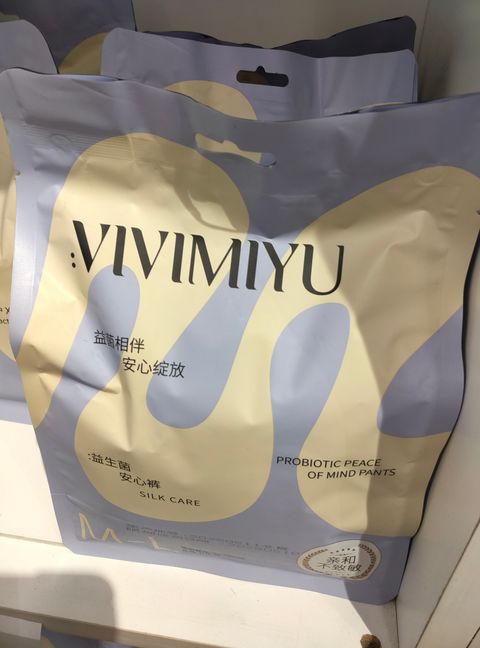 :VIVIMIYU
益菌相伴
安心绽放
:益生菌
安心裤
SILK CARE
PROBIOTIC PEACE
OF MIND PANTS
M-L
亲和
不致敏